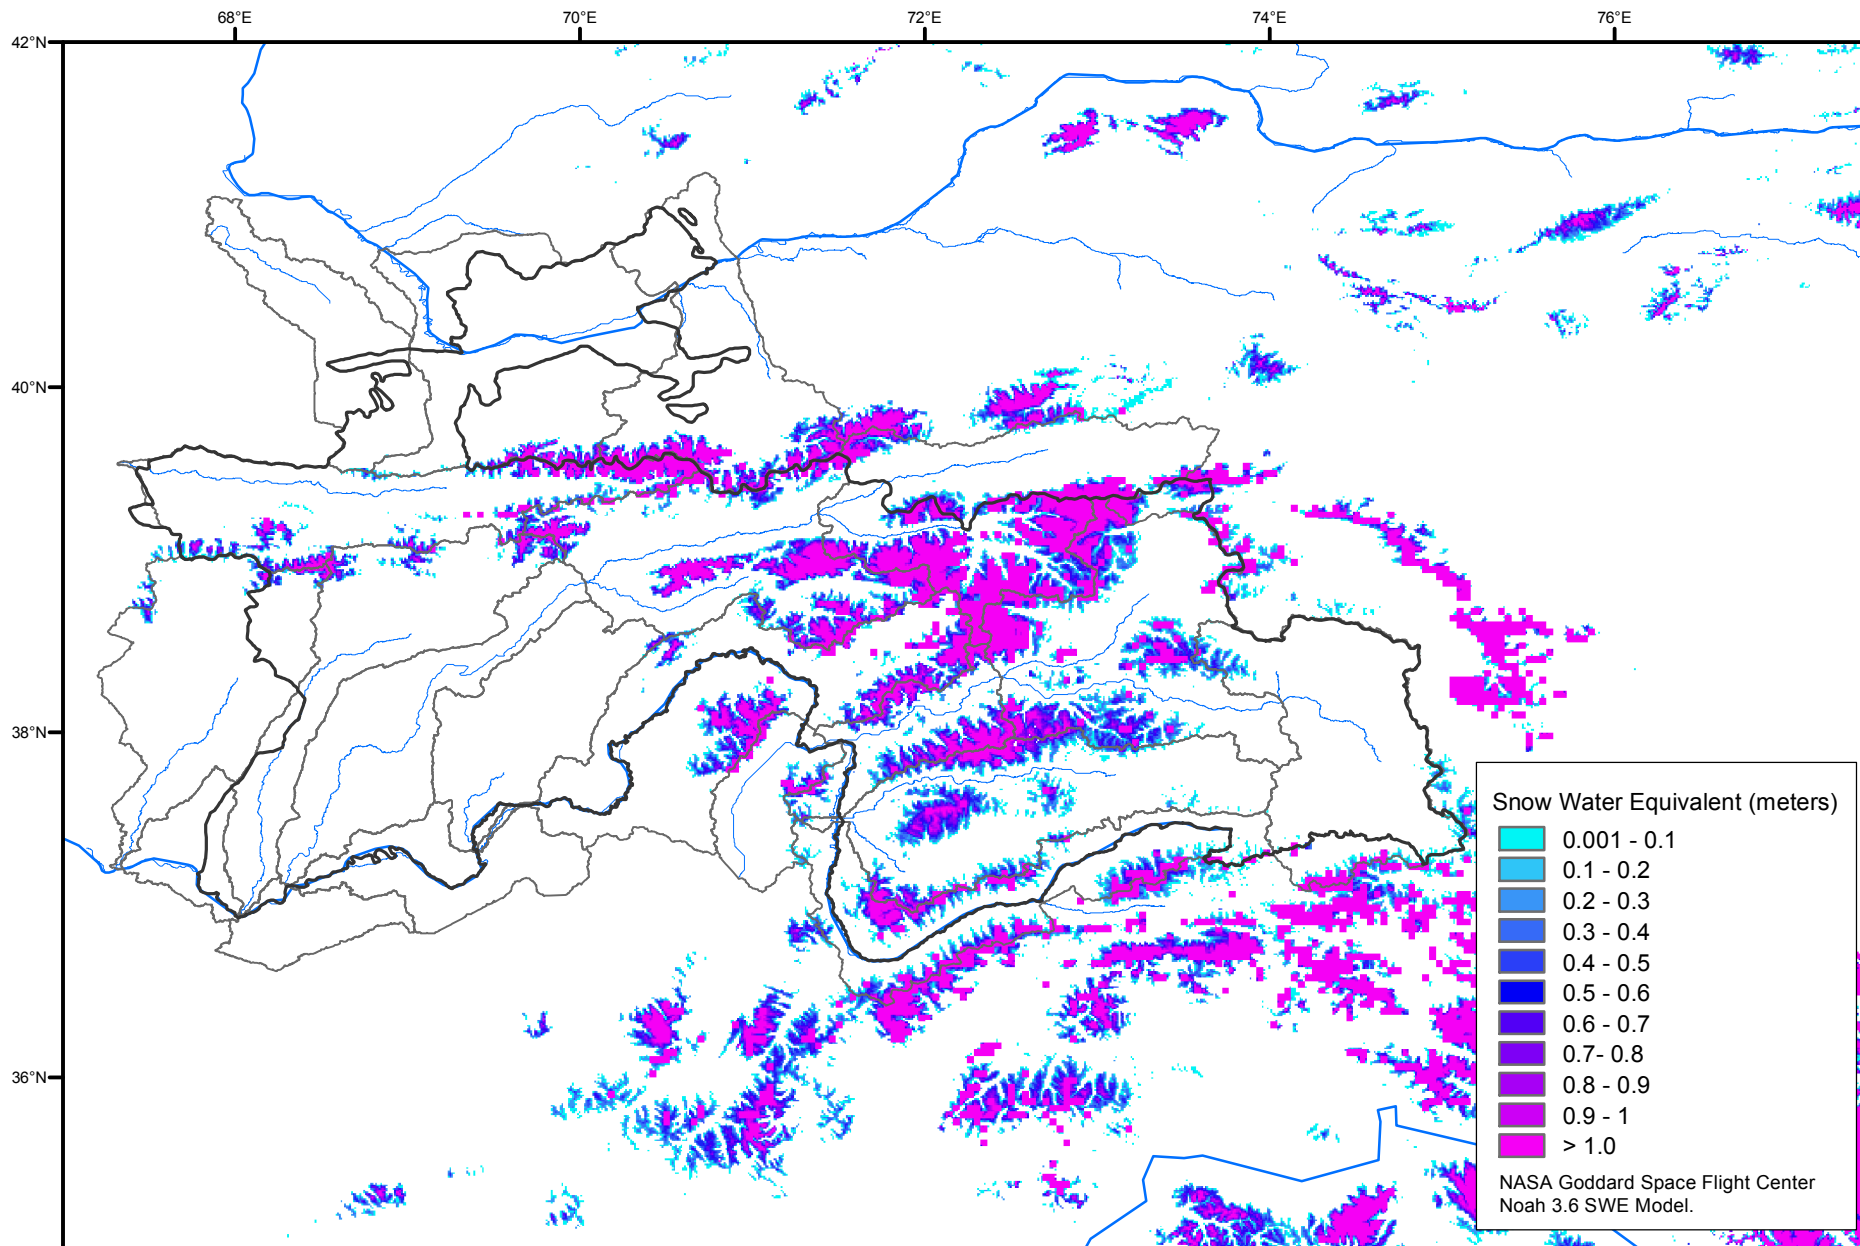 68°E 70°E 72°E 74°E 76°E
42°N
40°N
38°N
36°N
Snow Water Equivalent (meters)
0.001 - 0.1
0.1 - 0.2
0.2 - 0.3
0.3 - 0.4
0.4 - 0.5
0.5 - 0.6
0.6 - 0.7
0.7- 0.8
0.8 - 0.9
0.9 - 1
> 1.0
NASA Goddard Space Flight Center
Noah 3.6 SWE Model.